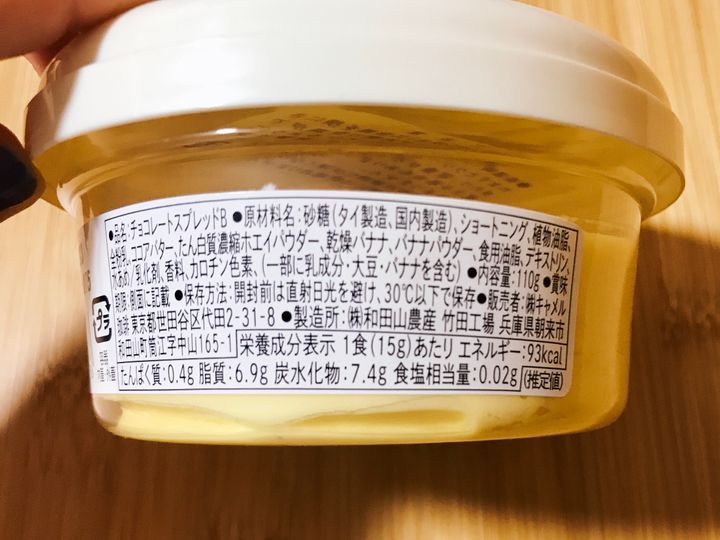 ●品名:チョコレートスプレッドB ●原材料名:砂糖(タイ製造、国内製造)、ショートニング、植物油脂、
全粉乳、ココアバター、たん白質濃縮ホエイパウダー、乾燥バナナ、バナナパウダー、食用油脂、デキストリン、
水あめ/乳化剤、香料、カロチン色素、(一部に乳成分・大豆・バナナを含む) ●内容量:110g ●賞味
期限:側面に記載 ●保存方法:開封前は直射日光を避け、30℃以下で保存 ●販売者:㈱キャメル
珈琲 東京都世田谷区代田2-31-8 ●製造所:㈱和田山農産 竹田工場 兵庫県朝来市
和田山町筒江字中山165-1 栄養成分表示 1食(15g)あたり エネルギー:93kcal
たんぱく質:0.4g 脂質:6.9g 炭水化物:7.4g 食塩相当量:0.02g (推定値)
プラ